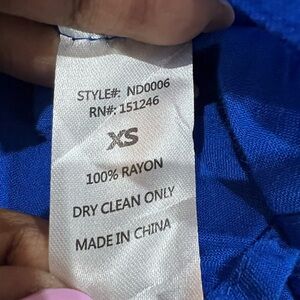 STYLE#: ND0006
RN#: 151246
XS
100% RAYON
DRY CLEAN ONLY
MADE IN CHINA